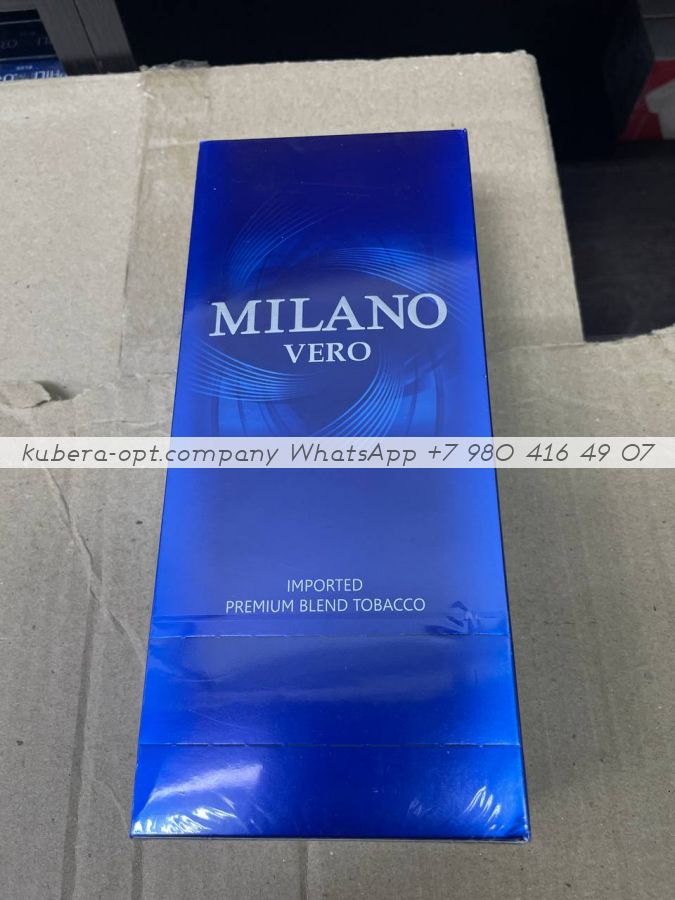 MILANO
VERO
kubera-opt.company WhatsApp +7 980 416 49 07
IMPORTED
PREMIUM BLEND TOBACCO